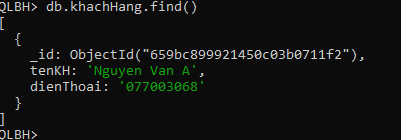 QLBH> db.khachHang.find()
[
  {
    _id: ObjectId("659bc899921450c03b0711f2"),
    tenKH: 'Nguyen Van A',
    dienThoai: '077003068'
  }
]
QLBH>